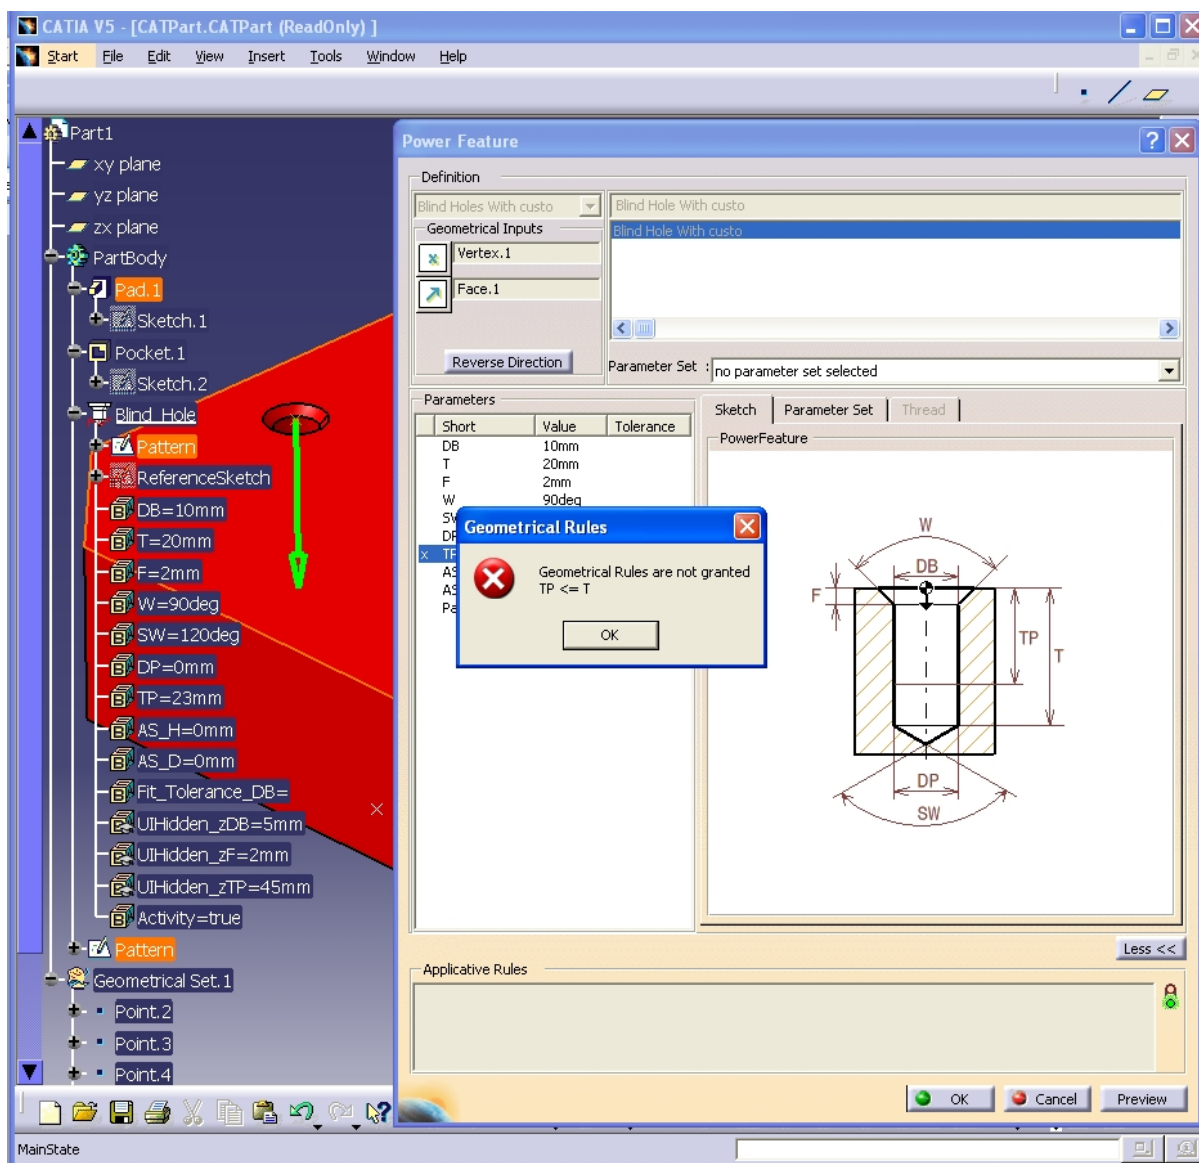 CATIA V5 - [CATPart.CATPart (ReadOnly) ]
Start File Edit View Insert Tools Window Help
Part1
xy plane
yz plane
zx plane
PartBody
Pad.1
Sketch.1
Pocket.1
Sketch.2
Blind_Hole
Pattern
ReferenceSketch
DB=10mm
T=20mm
F=2mm
W=90deg
SW=120deg
DP=0mm
TP=23mm
AS_H=0mm
AS_D=0mm
Fit_Tolerance_DB=
UIHidden_zDB=5mm
UIHidden_zF=2mm
UIHidden_zTP=45mm
Activity=true
Pattern
Geometrical Set.1
Point.2
Point.3
Point.4
Power Feature
Definition
Blind Holes With custo
Blind Hole With custo
Geometrical Inputs
Blind Hole With custo
Vertex.1
Face.1
Reverse Direction
Parameter Set : no parameter set selected
Parameters
Short Value Tolerance
DB 10mm
T 20mm
F 2mm
W 90deg
SW
DP
x TP
AS
AS
Pa
Sketch Parameter Set Thread
PowerFeature
W
DB
F
TP
T
DP
SW
Geometrical Rules
Geometrical Rules are not granted
TP <= T
OK
Less <<
Applicative Rules
OK Cancel Preview
MainState